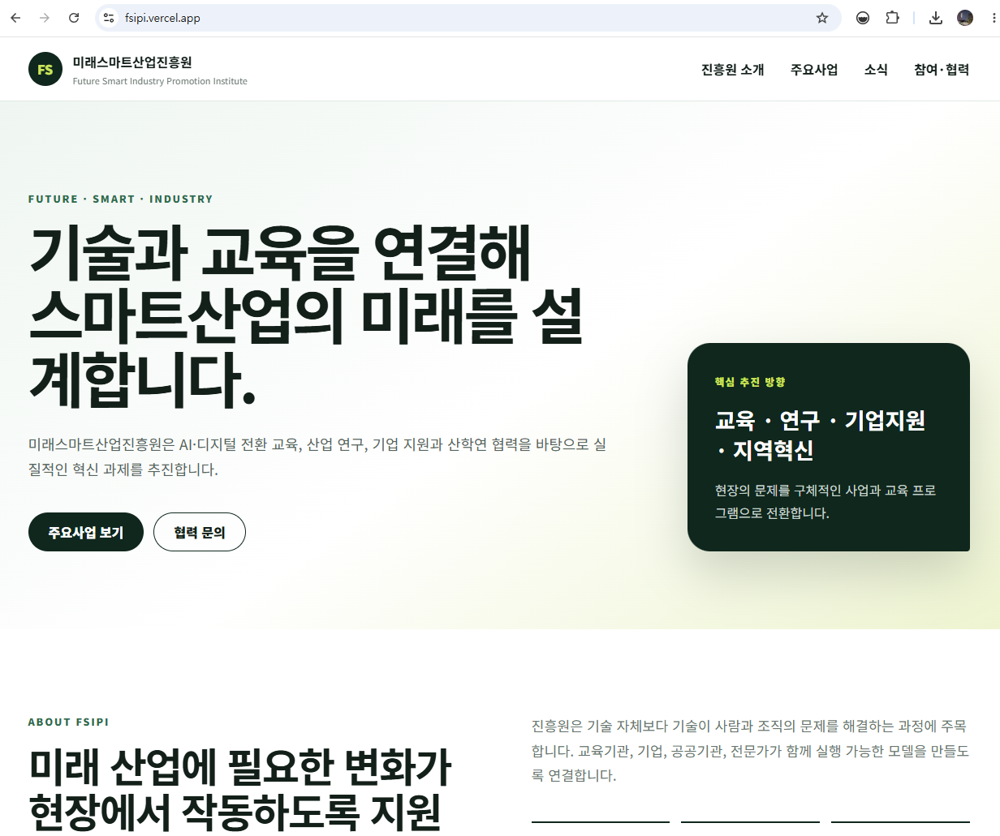 fsipi.vercel.app
FS
미래스마트산업진흥원
Future Smart Industry Promotion Institute
진흥원 소개
주요사업
소식
참여·협력
FUTURE · SMART · INDUSTRY
기술과 교육을 연결해
스마트산업의 미래를 설
계합니다.
미래스마트산업진흥원은 AI·디지털 전환 교육, 산업 연구, 기업 지원과 산학연 협력을 바탕으로 실
질적인 혁신 과제를 추진합니다.
주요사업 보기
협력 문의
핵심 추진 방향
교육 · 연구 · 기업지원
· 지역혁신
현장의 문제를 구체적인 사업과 교육 프로
그램으로 전환합니다.
ABOUT FSIPI
미래 산업에 필요한 변화가
현장에서 작동하도록 지원
진흥원은 기술 자체보다 기술이 사람과 조직의 문제를 해결하는 과정에 주목
합니다. 교육기관, 기업, 공공기관, 전문가가 함께 실행 가능한 모델을 만들도
록 연결합니다.